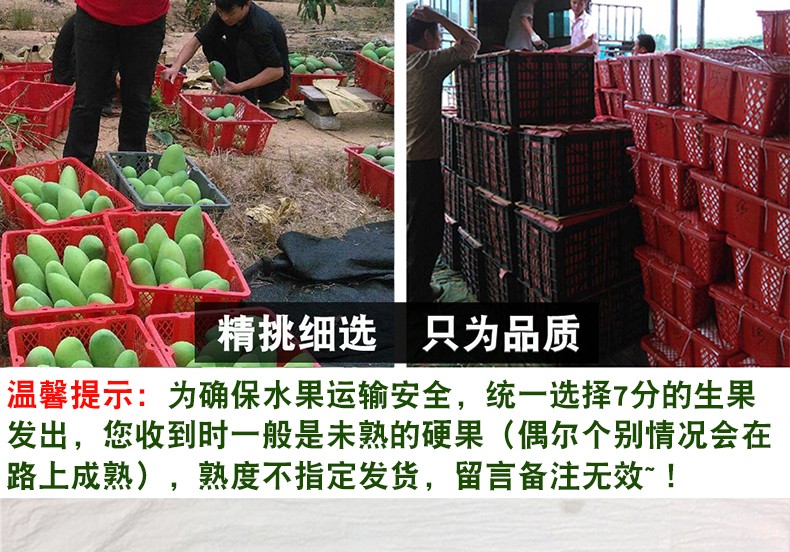 精挑细选 只为品质
温馨提示：为确保水果运输安全，统一选择7分的生果
发出，您收到时一般是未熟的硬果（偶尔个别情况会在
路上成熟），熟度不指定发货，留言备注无效~！